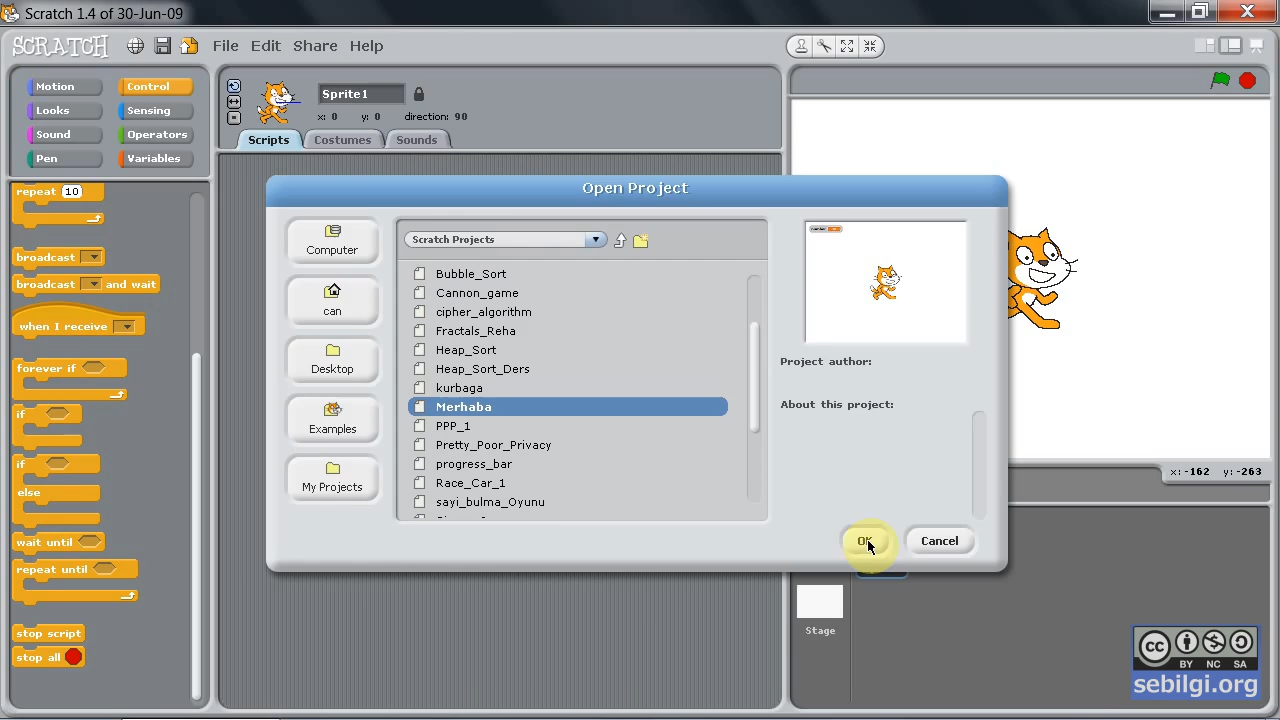 Scratch 1.4 of 30-Jun-09
SCRATCH File Edit Share Help
Motion Control
Looks Sensing
Sound Operators
Pen Variables
Sprite1
x: 0 y: 0 direction: 90
Scripts Costumes Sounds
repeat 10
broadcast
broadcast and wait
when I receive
forever if
if
if
else
wait until
repeat until
stop script
stop all
Open Project
Computer
can
Desktop
Examples
My Projects
Scratch Projects
Bubble_Sort
Cannon_game
cipher_algorithm
Fractals_Reha
Heap_Sort
Heap_Sort_Ders
kurbaga
Merhaba
PPP_1
Pretty_Poor_Privacy
progress_bar
Race_Car_1
sayi_bulma_Oyunu
Project author:
About this project:
OK Cancel
x: -162 y: -263
Stage
CC BY NC SA
sebilgi.org